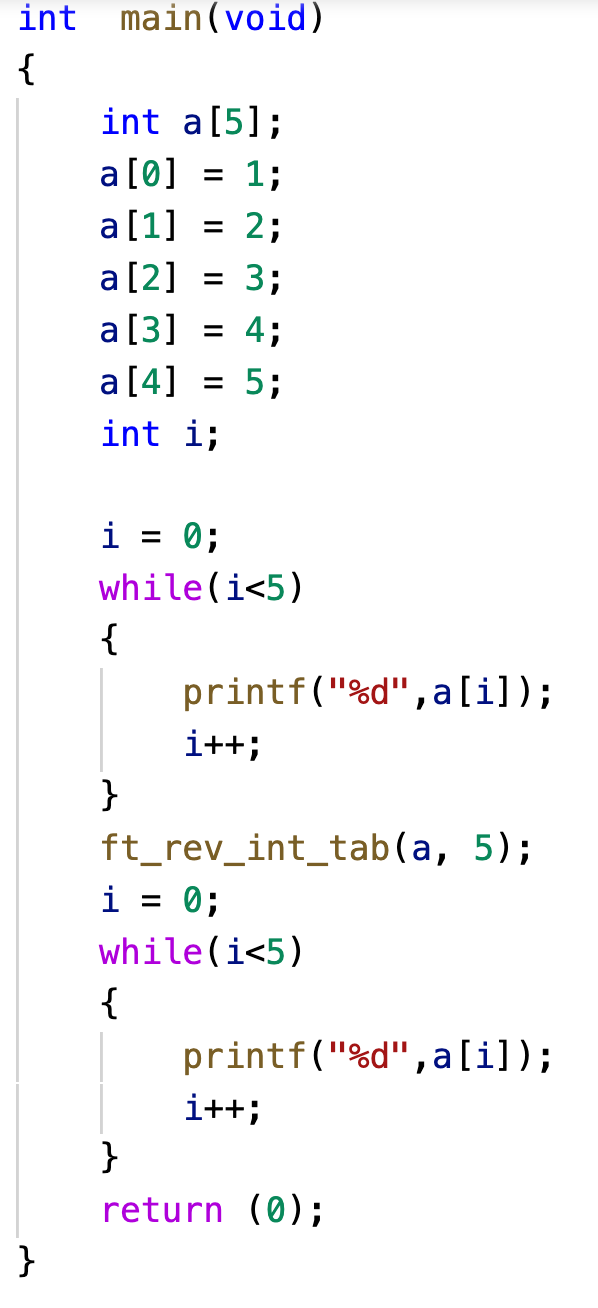 int  main(void)
{
    int a[5];
    a[0] = 1;
    a[1] = 2;
    a[2] = 3;
    a[3] = 4;
    a[4] = 5;
    int i;

    i = 0;
    while(i<5)
    {
        printf("%d",a[i]);
        i++;
    }
    ft_rev_int_tab(a, 5);
    i = 0;
    while(i<5)
    {
        printf("%d",a[i]);
        i++;
    }
    return (0);
}